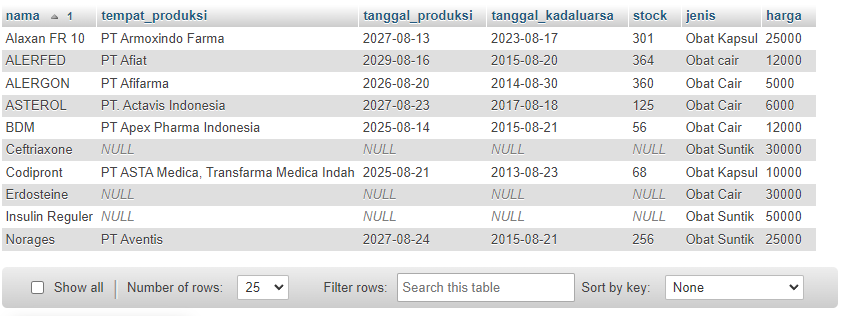 nama 1 tempat_produksi tanggal_produksi tanggal_kadaluarsa stock jenis harga
Alaxan FR 10 PT Armoxindo Farma 2027-08-13 2023-08-17 301 Obat Kapsul 25000
ALERFED PT Afiat 2029-08-16 2015-08-20 364 Obat cair 12000
ALERGON PT Afifarma 2026-08-20 2014-08-30 360 Obat Cair 5000
ASTEROL PT. Actavis Indonesia 2027-08-23 2017-08-18 125 Obat Cair 6000
BDM PT Apex Pharma Indonesia 2025-08-14 2015-08-21 56 Obat Cair 12000
Ceftriaxone NULL NULL NULL NULL Obat Suntik 30000
Codipront PT ASTA Medica, Transfarma Medica Indah 2025-08-21 2013-08-23 68 Obat Kapsul 10000
Erdosteine NULL NULL NULL NULL Obat Cair 30000
Insulin Reguler NULL NULL NULL NULL Obat Suntik 50000
Norages PT Aventis 2027-08-24 2015-08-21 256 Obat Suntik 25000
Show all Number of rows: 25 Filter rows: Search this table Sort by key: None